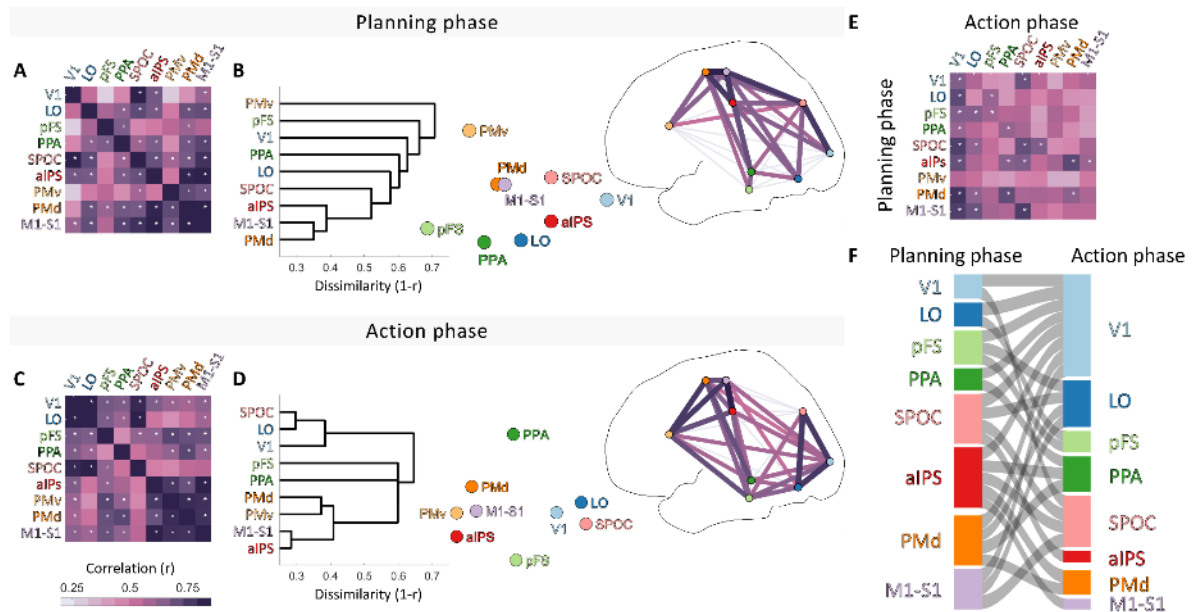 Planning phase
A
V1
LO
pFS
PPA
SPOC
aIPS
PMv
PMd
M1-S1
V1
LO
pFS
PPA
SPOC
aIPS
PMv
PMd
M1-S1
B
PMv
pFS
V1
PPA
LO
SPOC
aIPS
M1-S1
PMd
0.3 0.4 0.5 0.6 0.7
Dissimilarity (1-r)
PMv
PMd
M1-S1
SPOC
V1
aIPS
pFS
PPA
LO
Action phase
C
V1
LO
pFS
PPA
SPOC
aIPS
PMv
PMd
M1-S1
V1
LO
pFS
PPA
SPOC
aIPs
PMv
PMd
M1-S1
Correlation (r)
0.25 0.5 0.75
D
SPOC
LO
V1
pFS
PPA
PMd
PMv
M1-S1
aIPS
0.3 0.4 0.5 0.6 0.7
Dissimilarity (1-r)
PPA
PMd
PMv
M1-S1
LO
V1
SPOC
aIPS
pFS
E
Action phase
V1
LO
pFS
PPA
SPOC
aIPS
PMv
PMd
M1-S1
Planning phase
V1
LO
pFS
PPA
SPOC
aIPs
PMv
PMd
M1-S1
F
Planning phase
Action phase
V1
LO
pFS
PPA
SPOC
aIPS
PMd
M1-S1
V1
LO
pFS
PPA
SPOC
aIPS
PMd
M1-S1